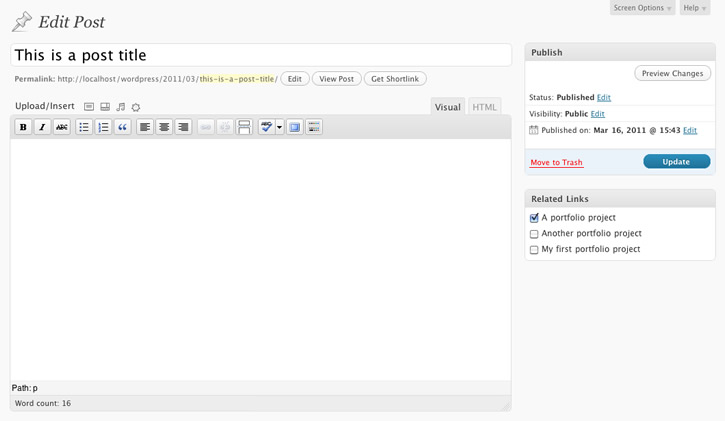 Screen Options
Help
Edit Post
This is a post title
Permalink: http://localhost/wordpress/2011/03/this-is-a-post-title/ Edit View Post Get Shortlink
Upload/Insert
Visual
HTML
B I ABC
ABC
Path: p
Word count: 16
Publish
Preview Changes
Status: Published Edit
Visibility: Public Edit
Published on: Mar 16, 2011 @ 15:43 Edit
Move to Trash
Update
Related Links
A portfolio project
Another portfolio project
My first portfolio project